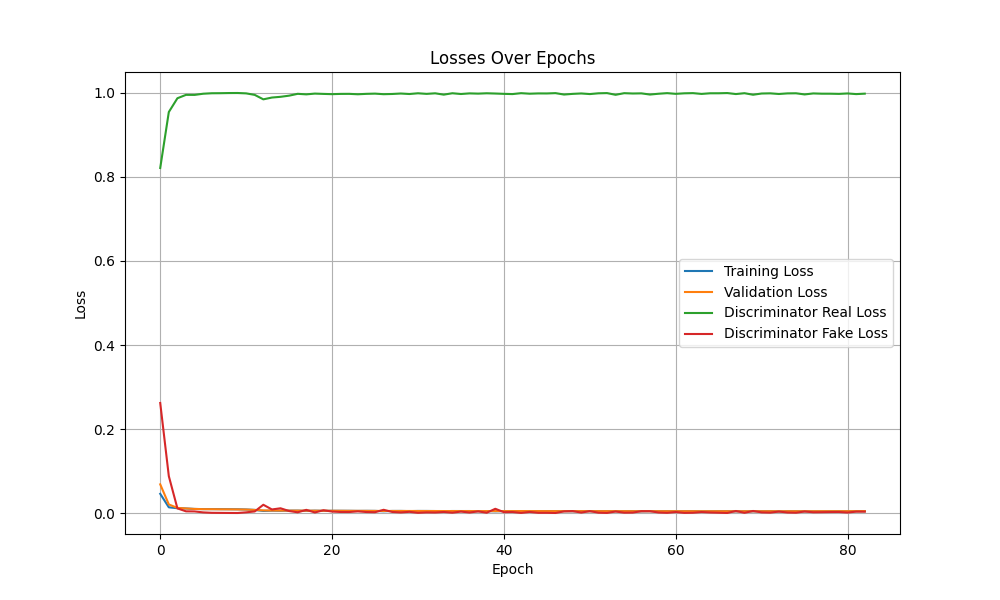 Losses Over Epochs
1.0
0.8
0.6
0.4
0.2
0.0
Loss
Training Loss
Validation Loss
Discriminator Real Loss
Discriminator Fake Loss
0
20
40
60
80
Epoch